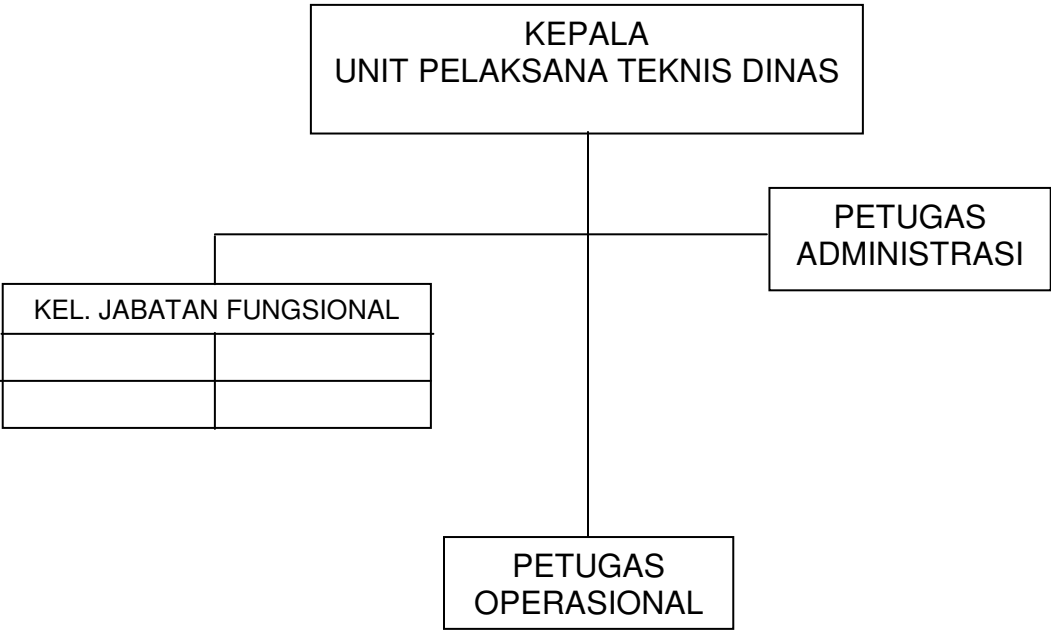 KEPALA
UNIT PELAKSANA TEKNIS DINAS
PETUGAS
ADMINISTRASI
KEL. JABATAN FUNGSIONAL
PETUGAS
OPERASIONAL